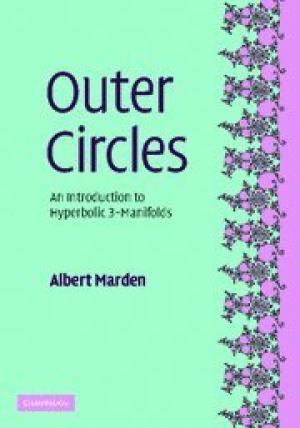 Outer
Circles
An Introduction to
Hyperbolic 3-Manifolds
Albert Marden
CAMBRIDGE